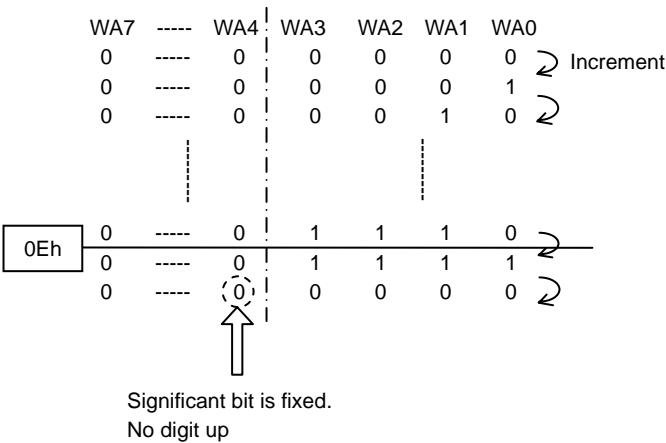 WA7 ----- WA4 WA3 WA2 WA1 WA0
0 ----- 0 0 0 0 0 Increment
0 ----- 0 0 0 0 1
0 ----- 0 0 0 1 0
0 ----- 0 1 1 1 0
0Eh
0 ----- 0 1 1 1 1
0 ----- 0 0 0 0 0
Significant bit is fixed.
No digit up